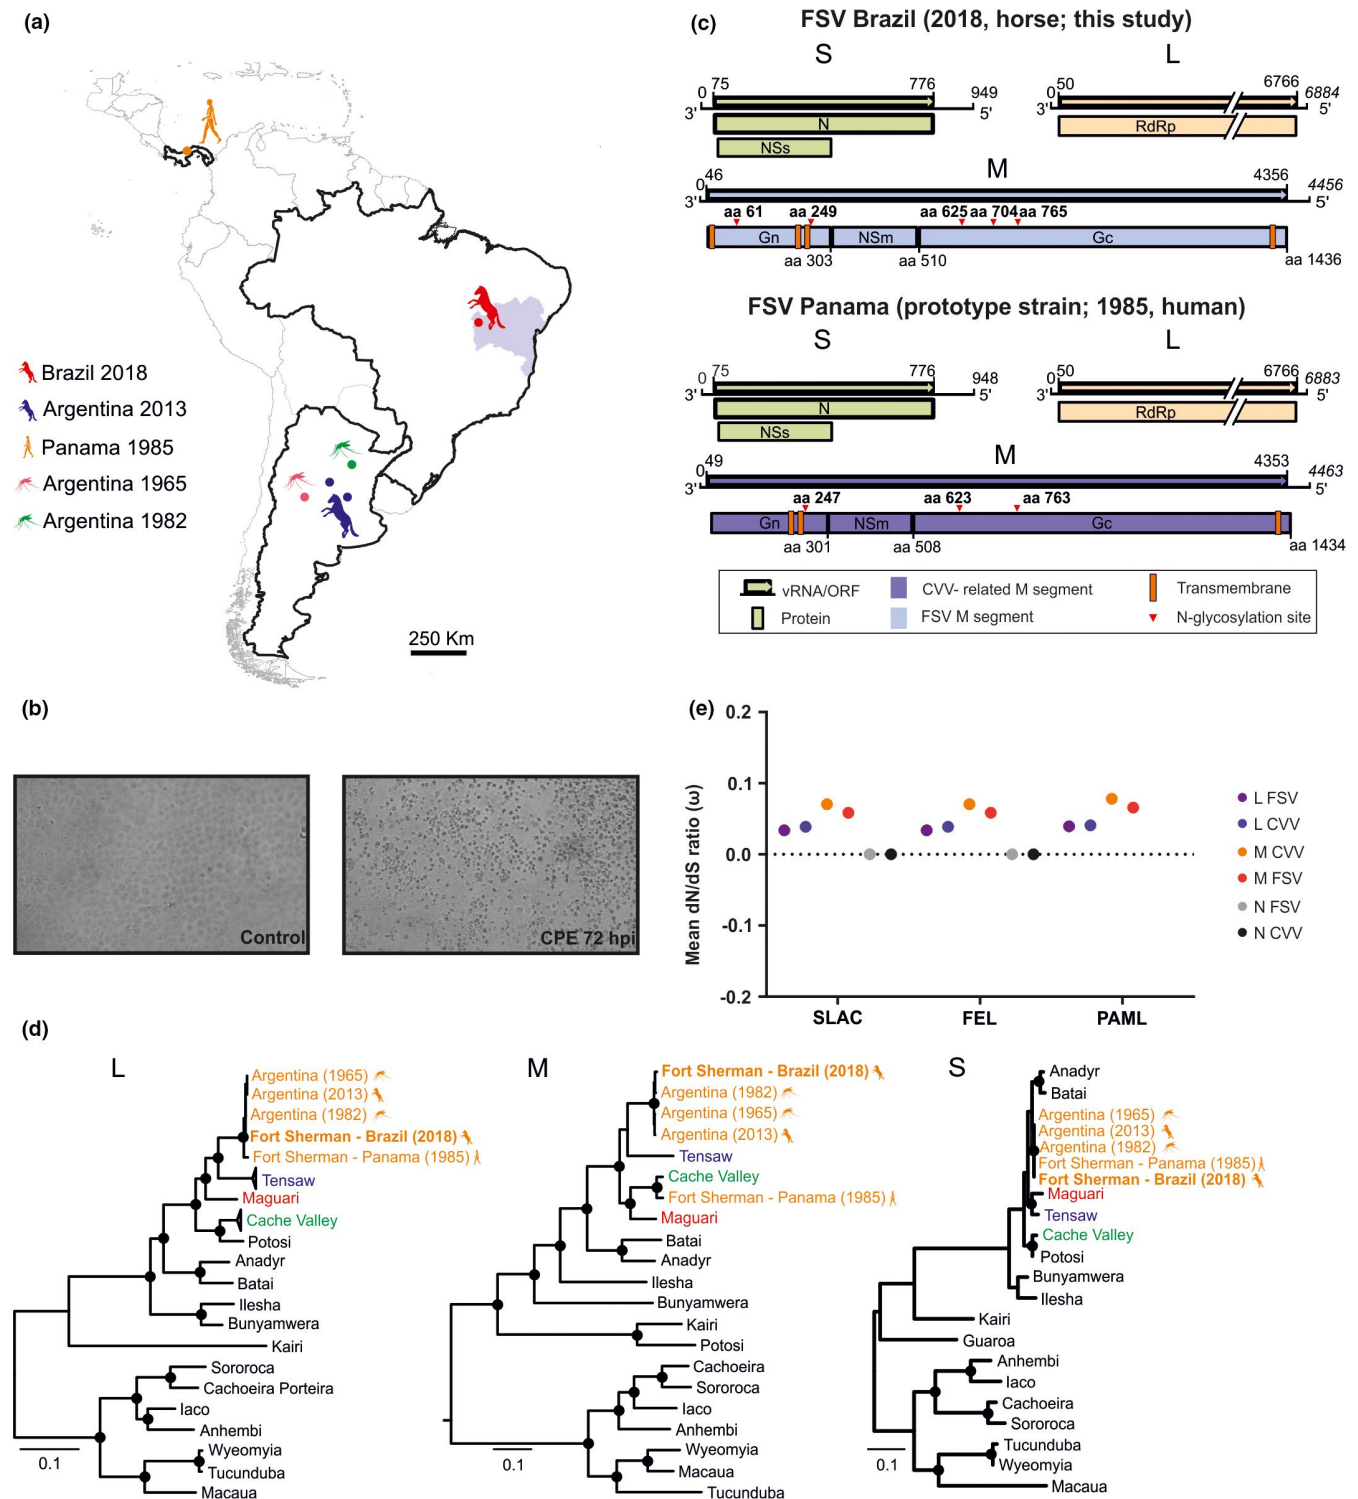 (a)
Brazil 2018
Argentina 2013
Panama 1985
Argentina 1965
Argentina 1982
250 Km
(b)
Control
CPE 72 hpi
(c)
FSV Brazil (2018, horse; this study)
S
L
0 75 776 949
3' 5'
N
NSs
0 50 6766 6884
3' 5'
RdRp
M
0 46 4356 4456
3' 5'
aa 61 aa 249 aa 625 aa 704 aa 765
Gn NSm Gc
aa 303 aa 510 aa 1436
FSV Panama (prototype strain; 1985, human)
S
L
0 75 776 948
3' 5'
N
NSs
0 50 6766 6883
3' 5'
RdRp
M
0 49 4353 4463
3' 5'
aa 247 aa 623 aa 763
Gn NSm Gc
aa 301 aa 508 aa 1434
vRNA/ORF
CVV- related M segment
Transmembrane
Protein
FSV M segment
N-glycosylation site
(e)
Mean dN/dS ratio (ω)
0.2
0.1
0.0
-0.1
-0.2
SLAC FEL PAML
L FSV
L CVV
M CVV
M FSV
N FSV
N CVV
(d)
L
Argentina (1965)
Argentina (2013)
Argentina (1982)
Fort Sherman - Brazil (2018)
Fort Sherman - Panama (1985)
Tensaw
Maguari
Cache Valley
Potosi
Anadyr
Batai
Ilesha
Bunyamwera
Kairi
Sororoca
Cachoeira Porteira
Iaco
Anhembi
Wyeomyia
Tucunduba
Macaua
0.1
M
Fort Sherman - Brazil (2018)
Argentina (1982)
Argentina (1965)
Argentina (2013)
Tensaw
Cache Valley
Fort Sherman - Panama (1985)
Maguari
Batai
Anadyr
Ilesha
Bunyamwera
Kairi
Potosi
Cachoeira
Sororoca
Iaco
Anhembi
Wyeomyia
Macaua
Tucunduba
0.1
S
Anadyr
Batai
Argentina (1965)
Argentina (2013)
Argentina (1982)
Fort Sherman - Panama (1985)
Fort Sherman - Brazil (2018)
Maguari
Tensaw
Cache Valley
Potosi
Bunyamwera
Ilesha
Kairi
Guaroa
Anhembi
Iaco
Cachoeira
Sororoca
Tucunduba
Wyeomyia
Macaua
0.1